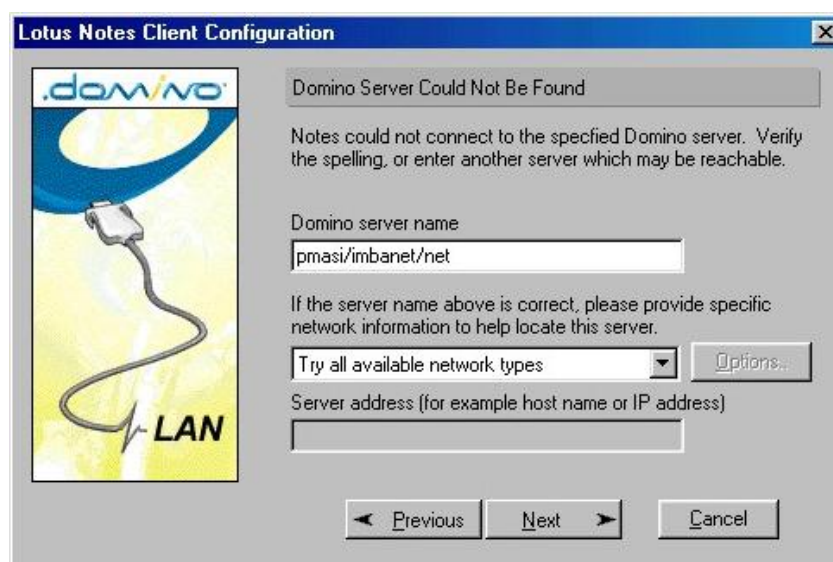 Lotus Notes Client Configuration
.domino
Domino Server Could Not Be Found
Notes could not connect to the specfied Domino server. Verify
the spelling, or enter another server which may be reachable.
Domino server name
pmasi/imbanet/net
If the server name above is correct, please provide specific
network information to help locate this server.
Try all available network types
Options..
Server address (for example host name or IP address)
LAN
Previous
Next
Cancel